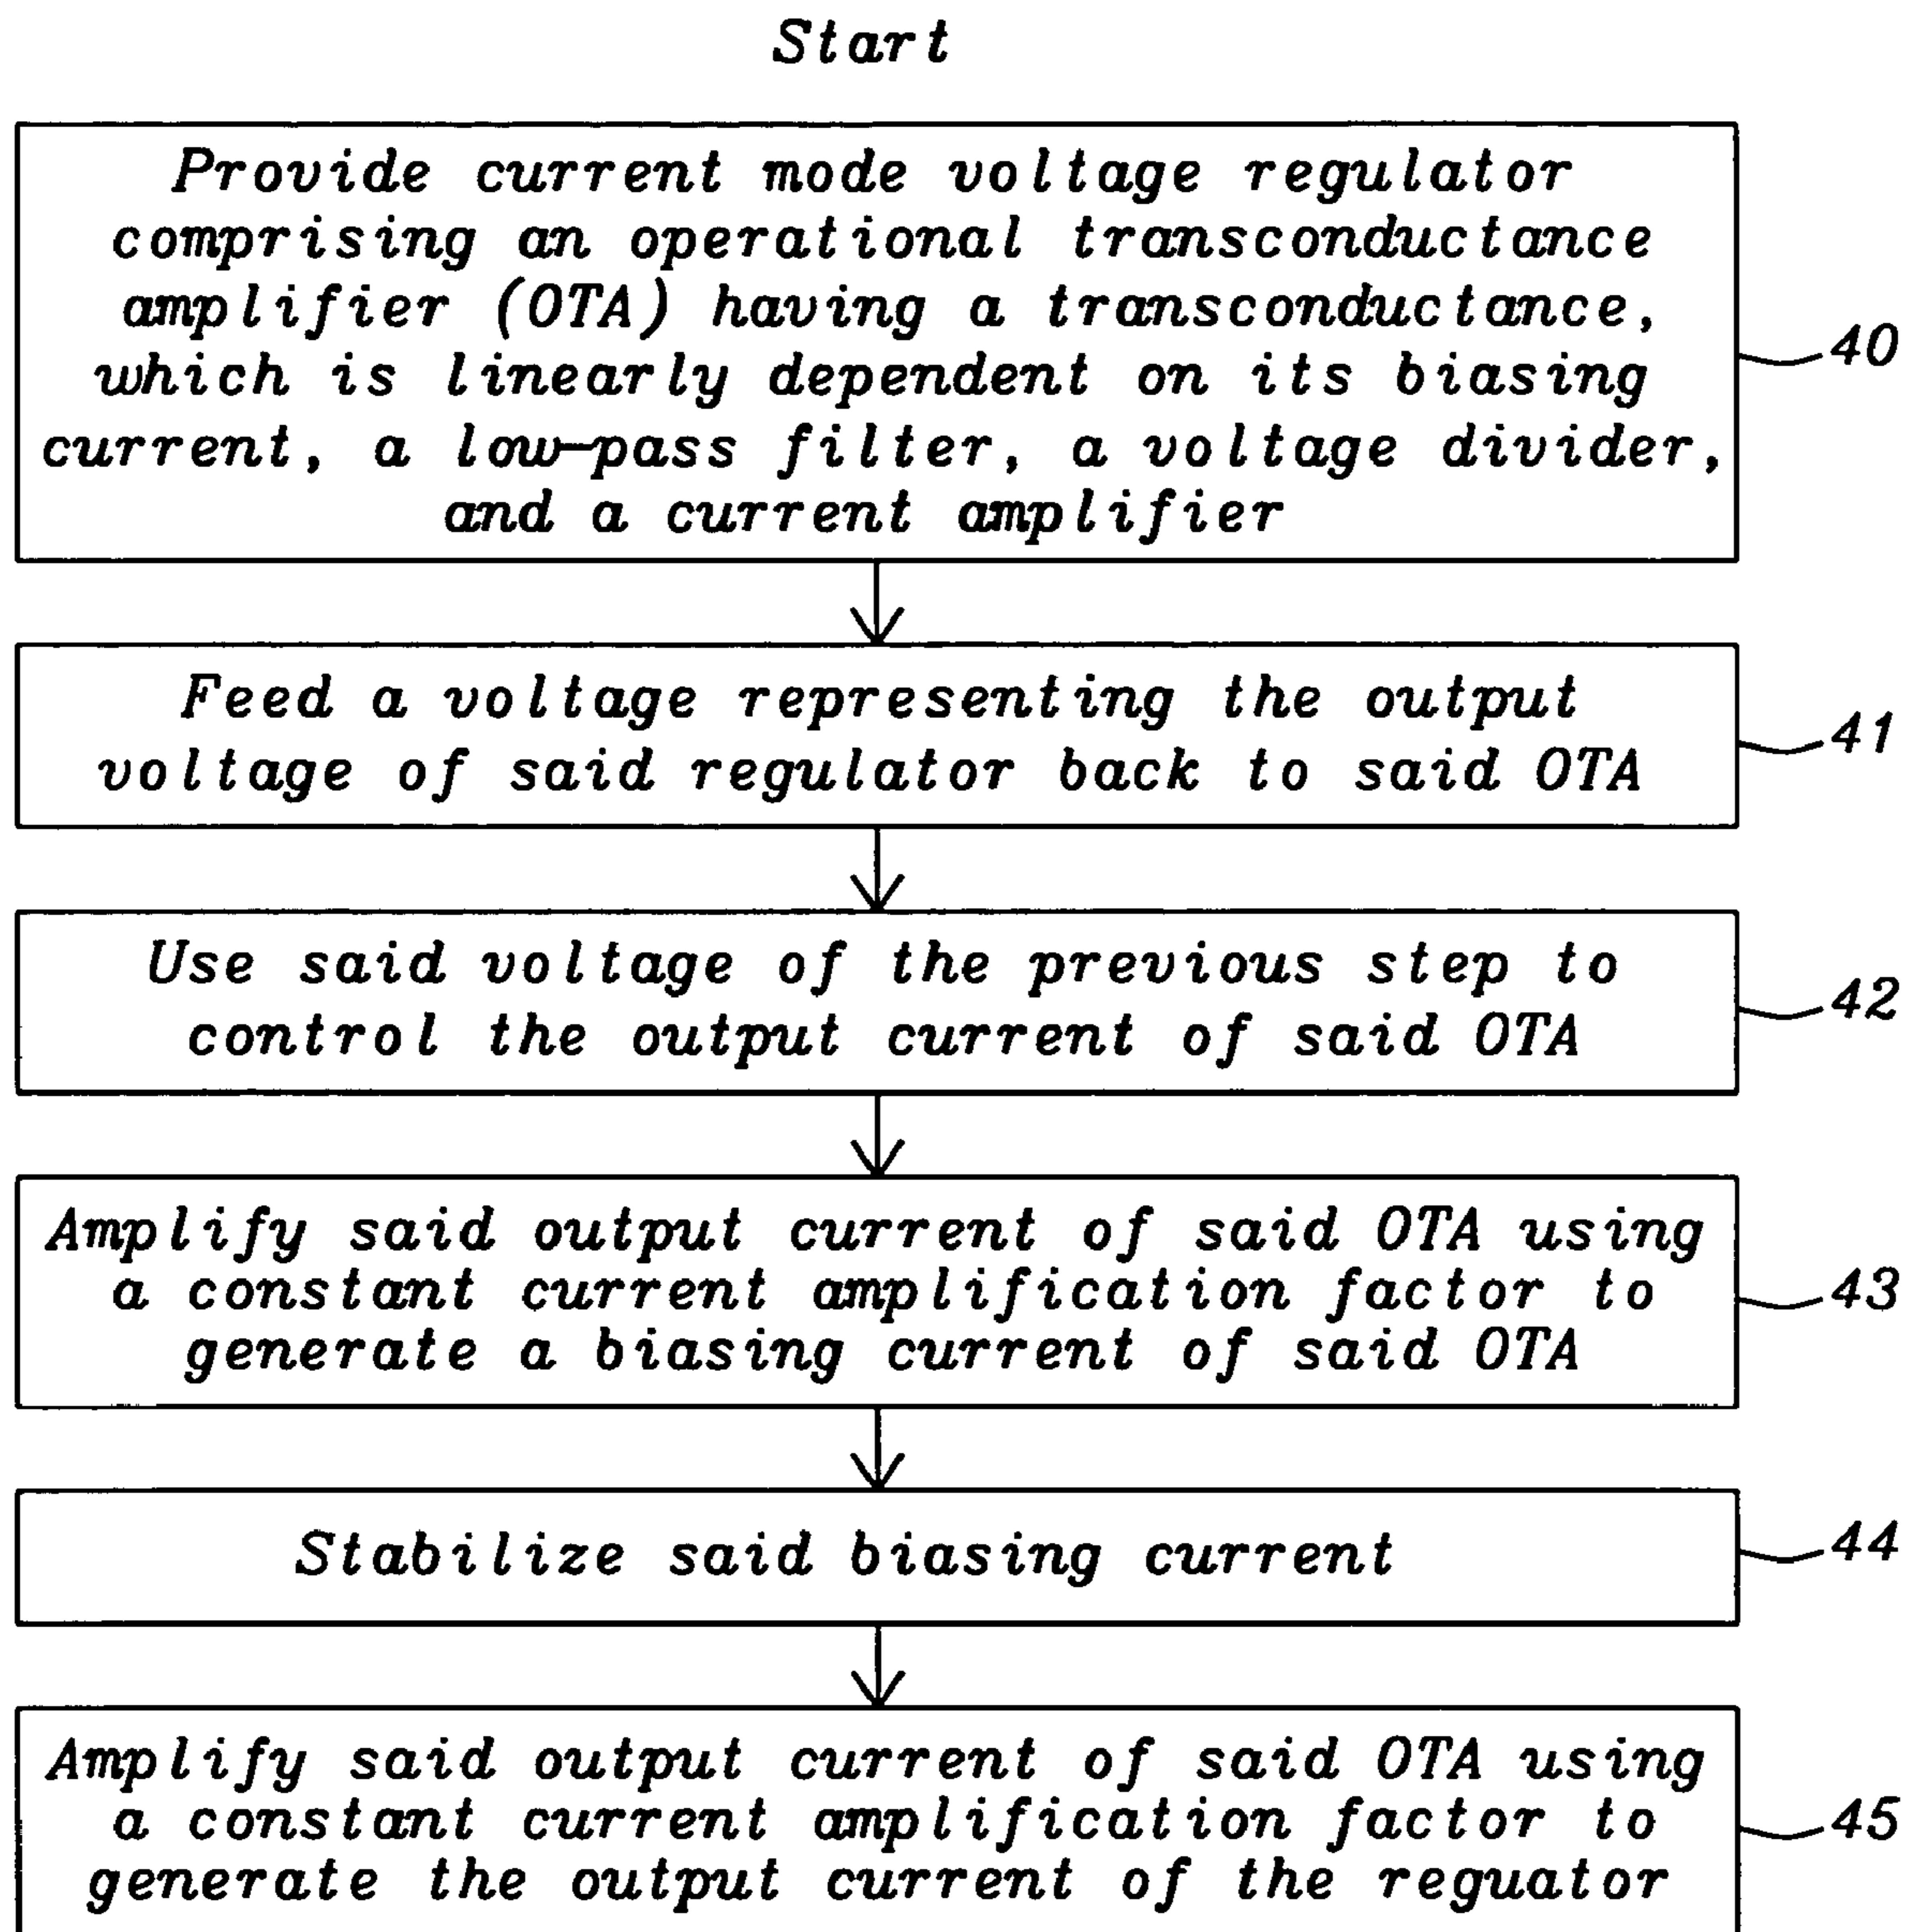 Start
Provide current mode voltage regulator
comprising an operational transconductance
amplifier (OTA) having a transconductance,
which is linearly dependent on its biasing
current, a low-pass filter, a voltage divider,
and a current amplifier
40
Feed a voltage representing the output
voltage of said regulator back to said OTA
41
Use said voltage of the previous step to
control the output current of said OTA
42
Amplify said output current of said OTA using
a constant current amplification factor to
generate a biasing current of said OTA
43
Stabilize said biasing current
44
Amplify said output current of said OTA using
a constant current amplification factor to
generate the output current of the reguator
45